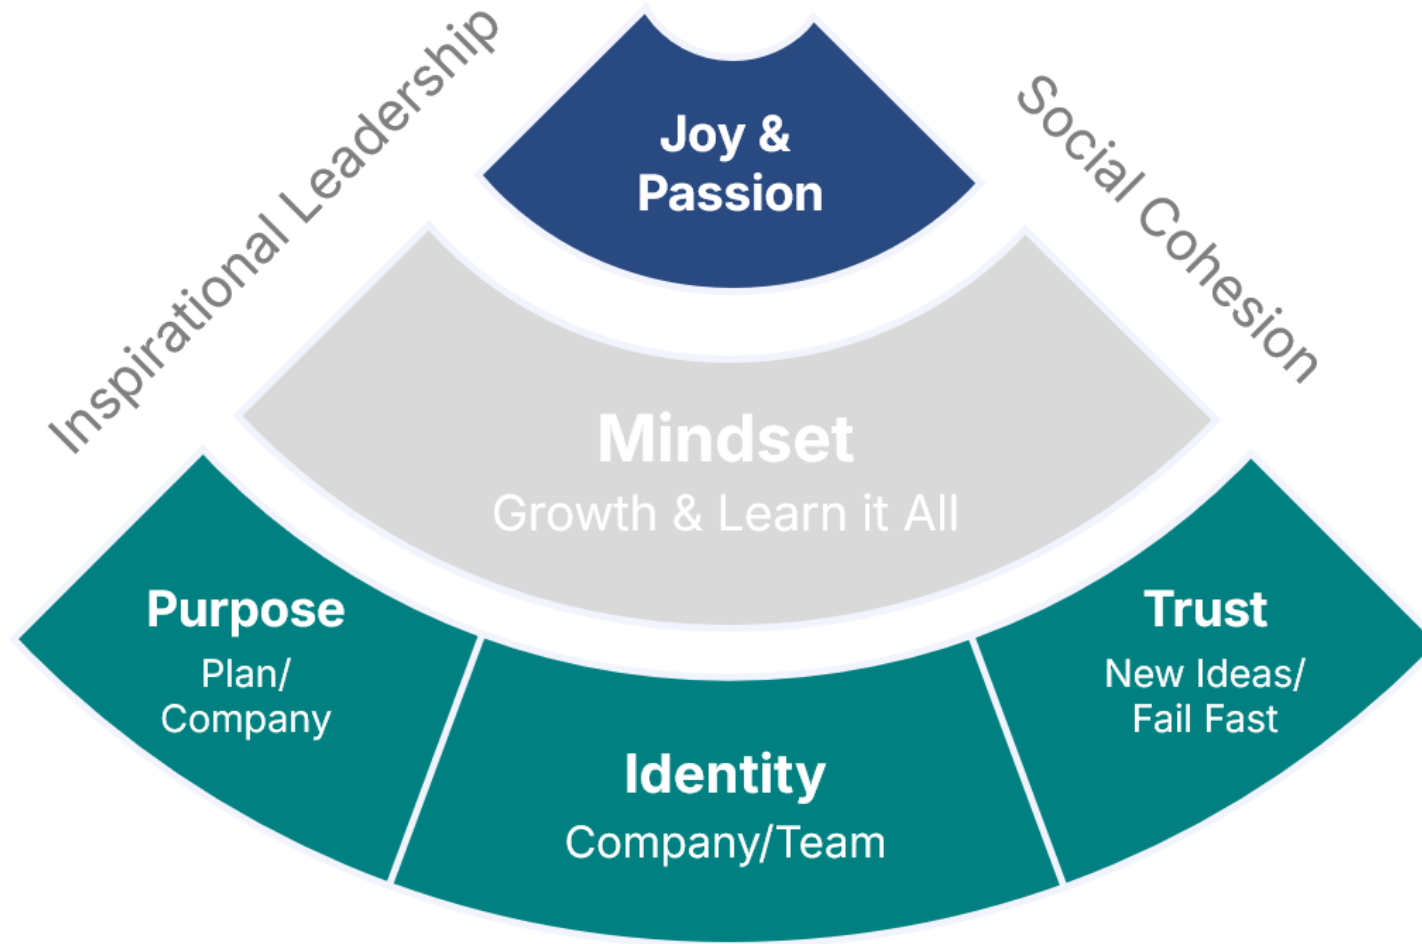 Inspirational Leadership
Social Cohesion
Joy &
Passion
Mindset
Growth & Learn it All
Purpose
Plan/
Company
Identity
Company/Team
Trust
New Ideas/
Fail Fast